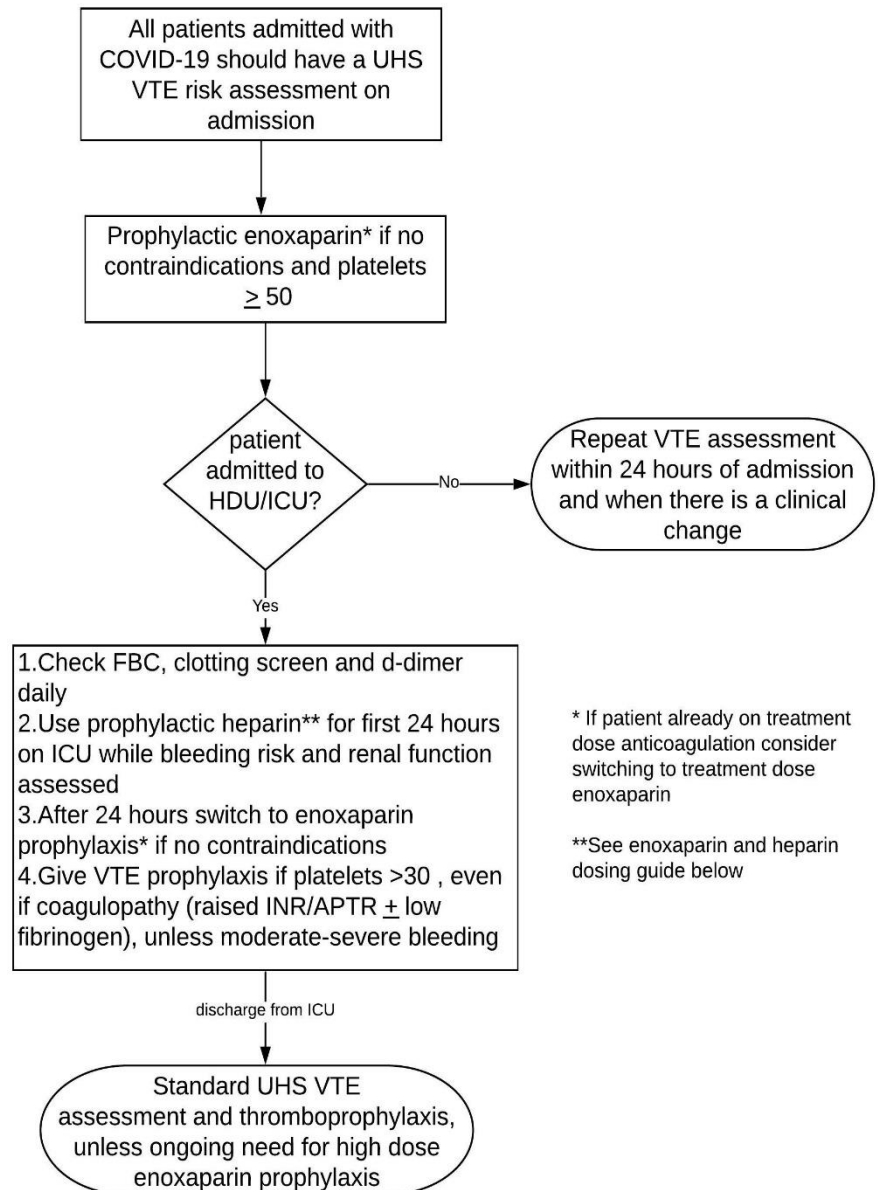 All patients admitted with
COVID-19 should have a UHS
VTE risk assessment on
admission
Prophylactic enoxaparin* if no
contraindications and platelets
≥ 50
patient
admitted to
HDU/ICU?
No
Repeat VTE assessment
within 24 hours of admission
and when there is a clinical
change
Yes
1.Check FBC, clotting screen and d-dimer
daily
2.Use prophylactic heparin** for first 24 hours
on ICU while bleeding risk and renal function
assessed
3.After 24 hours switch to enoxaparin
prophylaxis* if no contraindications
4.Give VTE prophylaxis if platelets >30 , even
if coagulopathy (raised INR/APTR ± low
fibrinogen), unless moderate-severe bleeding
* If patient already on treatment
dose anticoagulation consider
switching to treatment dose
enoxaparin
**See enoxaparin and heparin
dosing guide below
discharge from ICU
Standard UHS VTE
assessment and thromboprophylaxis,
unless ongoing need for high dose
enoxaparin prophylaxis